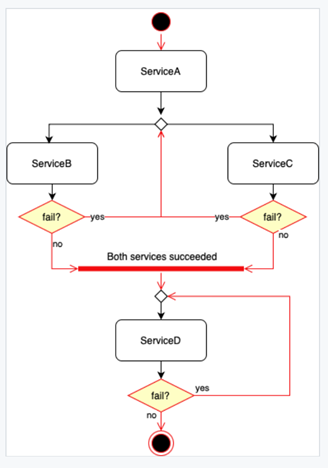 ServiceA
ServiceB
ServiceC
fail?
yes
yes
fail?
no
no
Both services succeeded
ServiceD
fail?
yes
no